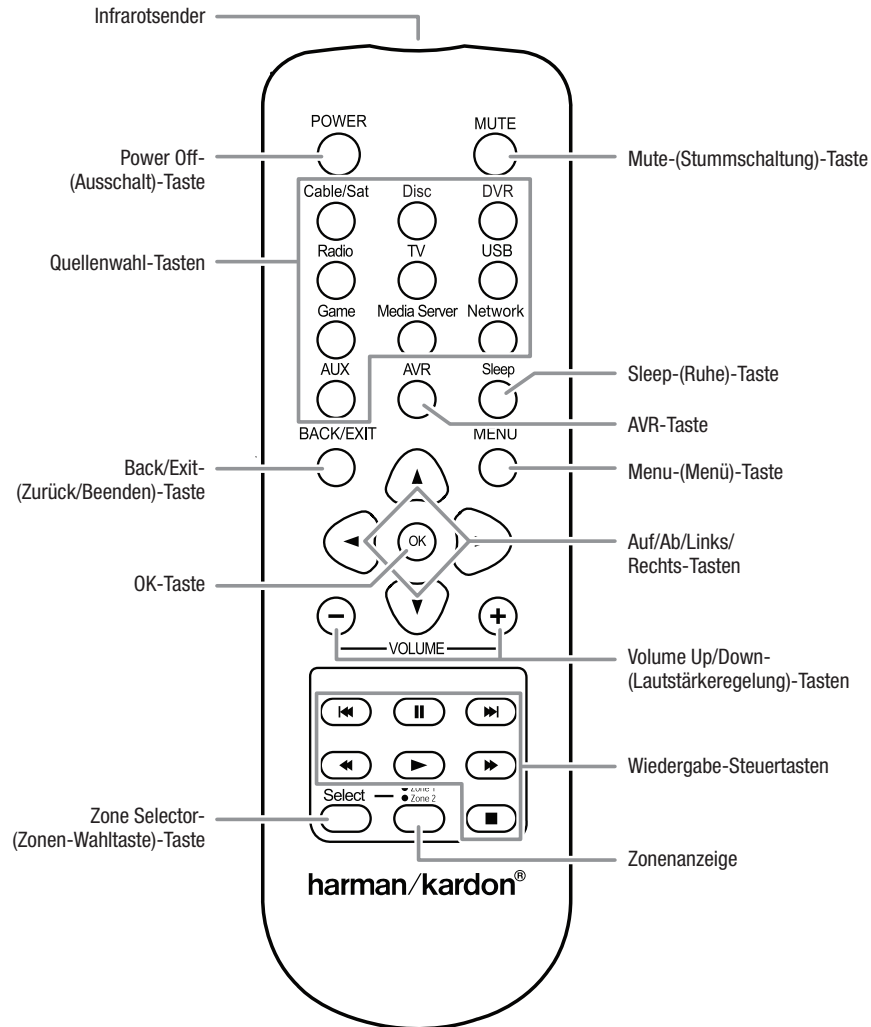 Infrarotsender
POWER
MUTE
Power Off-
(Ausschalt)-Taste
Mute-(Stummschaltung)-Taste
Cable/Sat Disc DVR
Quellenwahl-Tasten
Radio TV USB
Game Media Server Network
AUX AVR Sleep
Sleep-(Ruhe)-Taste
AVR-Taste
BACK/EXIT MENU
Back/Exit-
(Zurück/Beenden)-Taste
Menu-(Menü)-Taste
OK
Auf/Ab/Links/
Rechts-Tasten
OK-Taste
VOLUME
Volume Up/Down-
(Lautstärkeregelung)-Tasten
Wiedergabe-Steuertasten
Select
Zone 1
Zone 2
Zone Selector-
(Zonen-Wahltaste)-Taste
Zonenanzeige
harman/kardon®